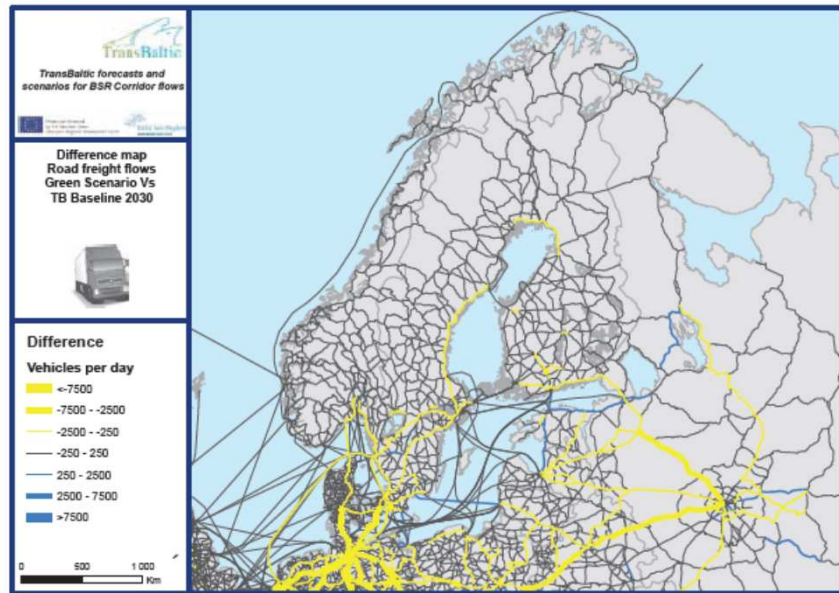 TransBaltic
TransBaltic forecasts and
scenarios for BSR Corridor flows
Difference map
Road freight flows
Green Scenario Vs
TB Baseline 2030
Difference
Vehicles per day
<-7500
-7500 - -2500
-2500 - -250
-250 - 250
250 - 2500
2500 - 7500
>7500
0 500 1 000
Km